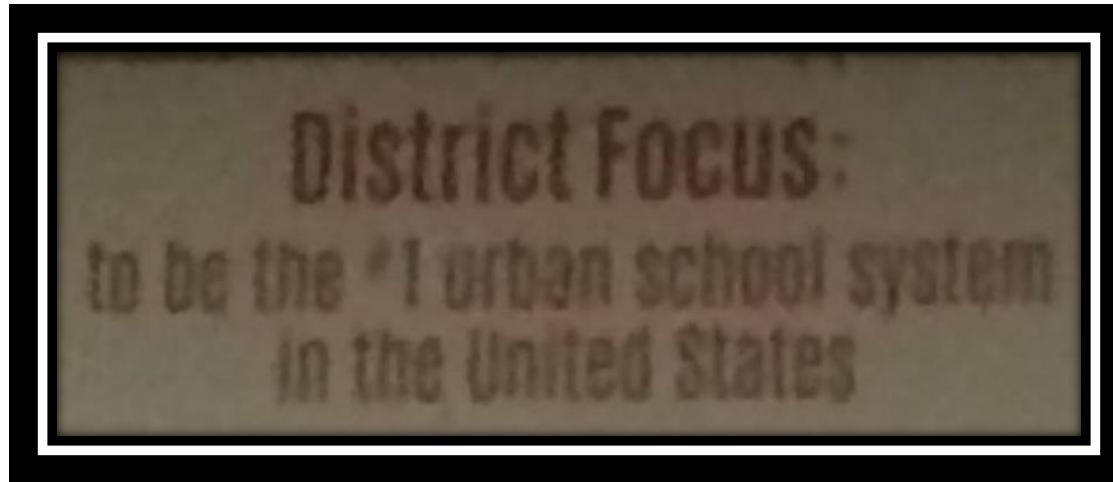 District Focus:
to be the #1 urban school system
in the United States